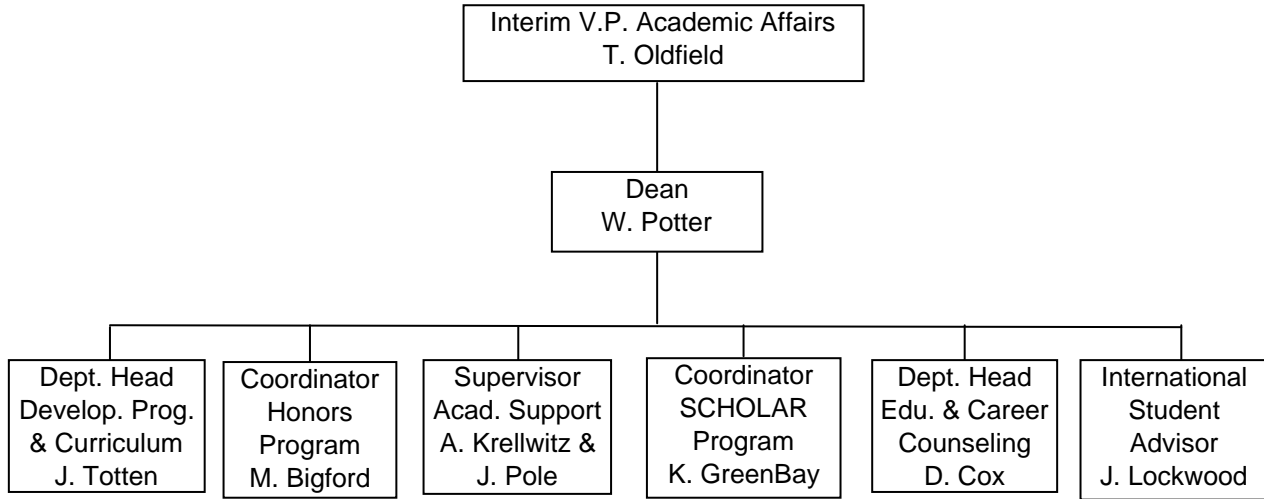 Interim V.P. Academic Affairs
T. Oldfield
Dean
W. Potter
Dept. Head
Develop. Prog.
& Curriculum
J. Totten
Coordinator
Honors
Program
M. Bigford
Supervisor
Acad. Support
A. Krellwitz &
J. Pole
Coordinator
SCHOLAR
Program
K. GreenBay
Dept. Head
Edu. & Career
Counseling
D. Cox
International
Student
Advisor
J. Lockwood